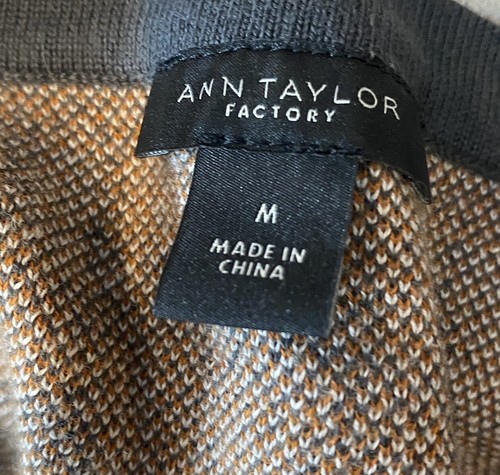 ANN TAYLOR
FACTORY
M
MADE IN
CHINA